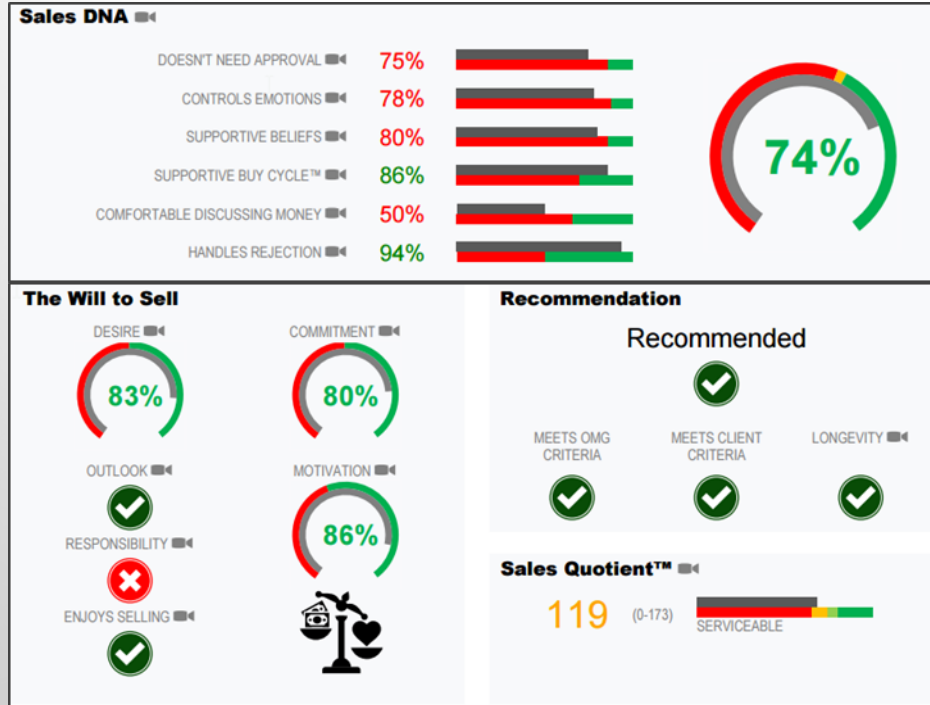 Sales DNA
DOESN'T NEED APPROVAL 75%
CONTROLS EMOTIONS 78%
SUPPORTIVE BELIEFS 80%
SUPPORTIVE BUY CYCLE™ 86%
COMFORTABLE DISCUSSING MONEY 50%
HANDLES REJECTION 94%
74%
The Will to Sell
DESIRE
83%
COMMITMENT
80%
OUTLOOK
MOTIVATION
86%
RESPONSIBILITY
ENJOYS SELLING
Recommendation
Recommended
MEETS OMG
CRITERIA
MEETS CLIENT
CRITERIA
LONGEVITY
Sales Quotient™
119 (0-173)
SERVICEABLE